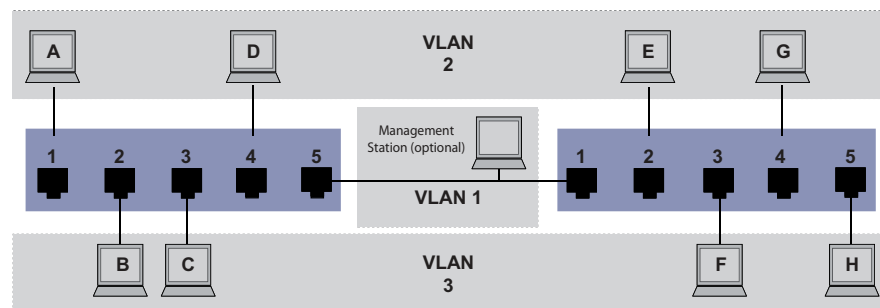 VLAN
2
A
D
E
G
Management
Station (optional)
1 2 3 4 5
1 2 3 4 5
VLAN 1
B
C
VLAN
3
F
H